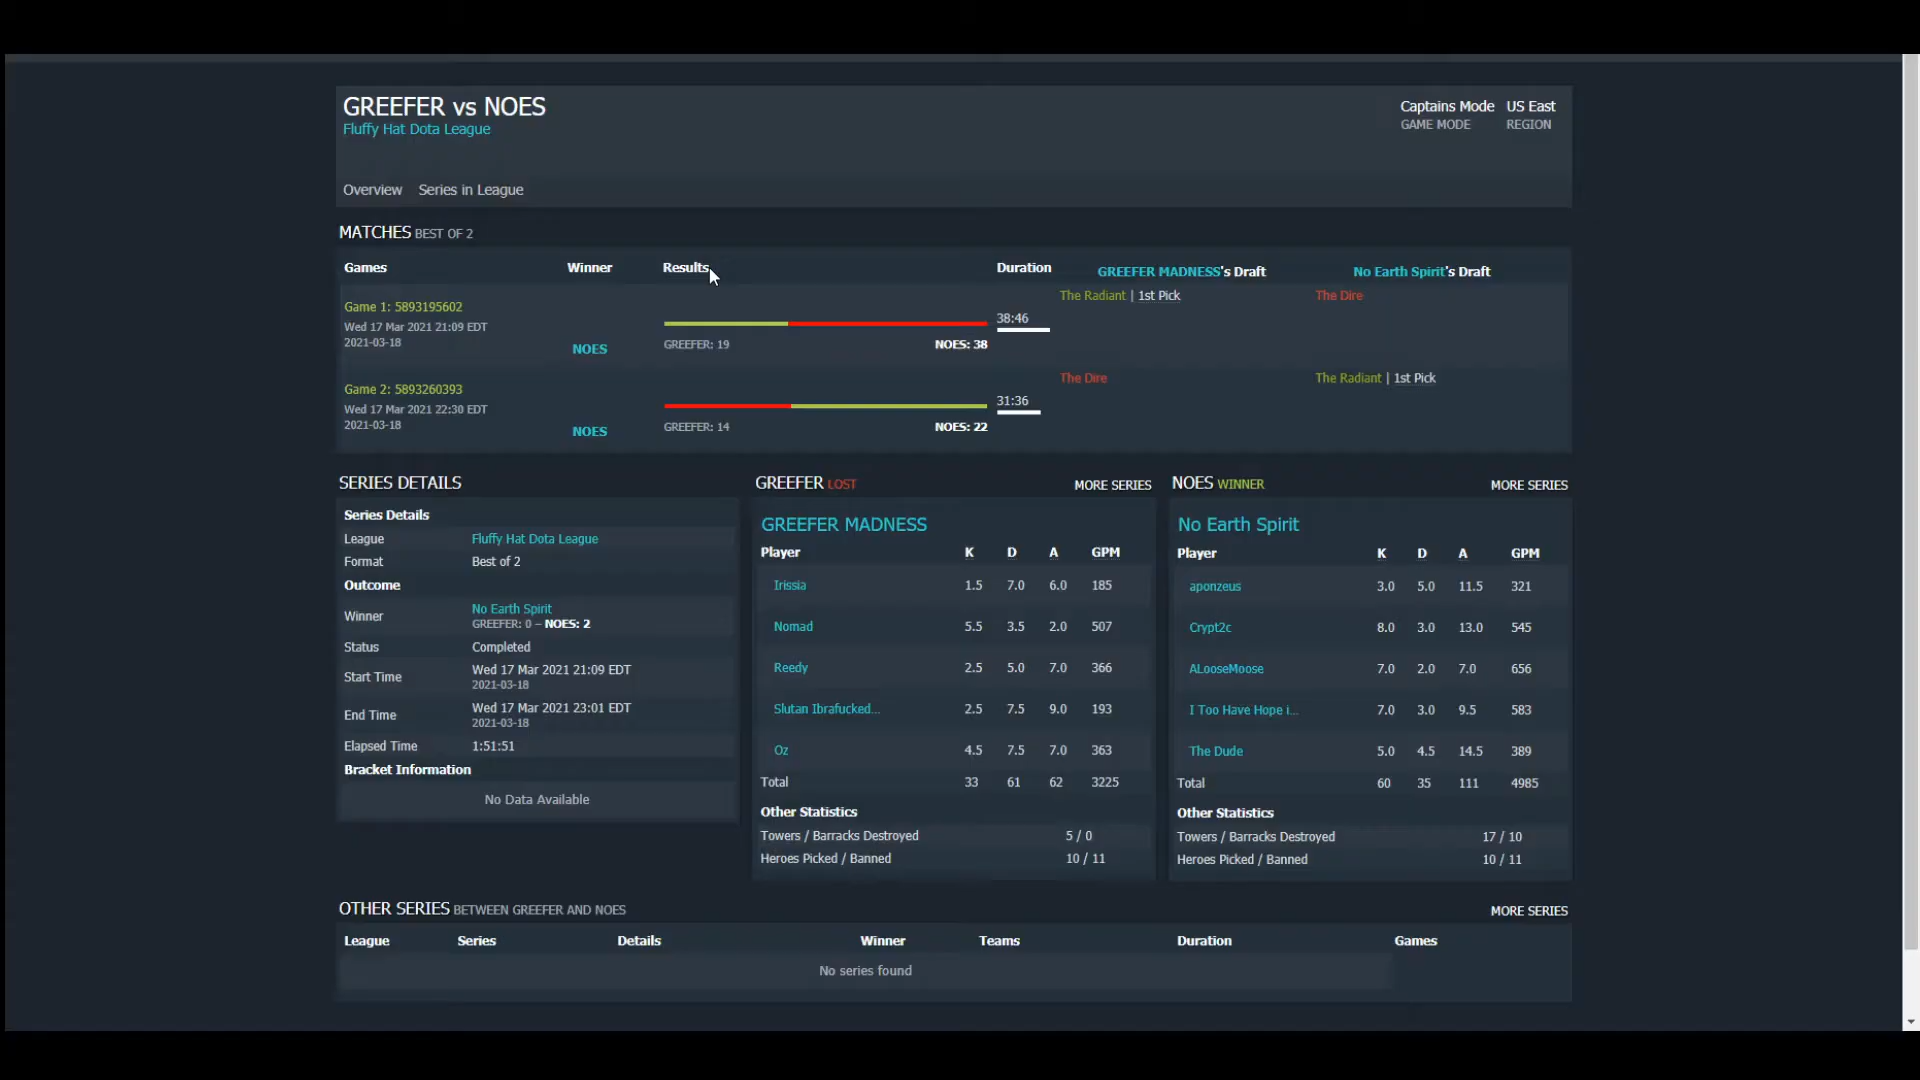 GREEFER vs NOES
Fluffy Hat Dota League
Captains Mode US East
GAME MODE REGION
Overview Series in League
MATCHES BEST OF 2
Games Winner Results Duration GREEFER MADNESS's Draft No Earth Spirit's Draft
The Radiant | 1st Pick The Dire
Game 1: 5893195602
Wed 17 Mar 2021 21:09 EDT 38:46
2021-03-18
NOES GREEFER: 19 NOES: 38
The Dire The Radiant | 1st Pick
Game 2: 5893260393
Wed 17 Mar 2021 22:30 EDT 31:36
2021-03-18
NOES GREEFER: 14 NOES: 22
SERIES DETAILS
Series Details
League Fluffy Hat Dota League
Format Best of 2
Outcome
Winner No Earth Spirit
GREEFER: 0 – NOES: 2
Status Completed
Start Time Wed 17 Mar 2021 21:09 EDT
2021-03-18
End Time Wed 17 Mar 2021 23:01 EDT
2021-03-18
Elapsed Time 1:51:51
Bracket Information
No Data Available
GREEFER LOST MORE SERIES
GREEFER MADNESS
Player K D A GPM
Irissia 1.5 7.0 6.0 185
Nomad 5.5 3.5 2.0 507
Reedy 2.5 5.0 7.0 366
Slutan Ibrafucked... 2.5 7.5 9.0 193
Oz 4.5 7.5 7.0 363
Total 33 61 62 3225
Other Statistics
Towers / Barracks Destroyed 5 / 0
Heroes Picked / Banned 10 / 11
NOES WINNER MORE SERIES
No Earth Spirit
Player K D A GPM
aponzeus 3.0 5.0 11.5 321
Crypt2c 8.0 3.0 13.0 545
ALooseMoose 7.0 2.0 7.0 656
I Too Have Hope i... 7.0 3.0 9.5 583
The Dude 5.0 4.5 14.5 389
Total 60 35 111 4985
Other Statistics
Towers / Barracks Destroyed 17 / 10
Heroes Picked / Banned 10 / 11
OTHER SERIES BETWEEN GREEFER AND NOES MORE SERIES
League Series Details Winner Teams Duration Games
No series found